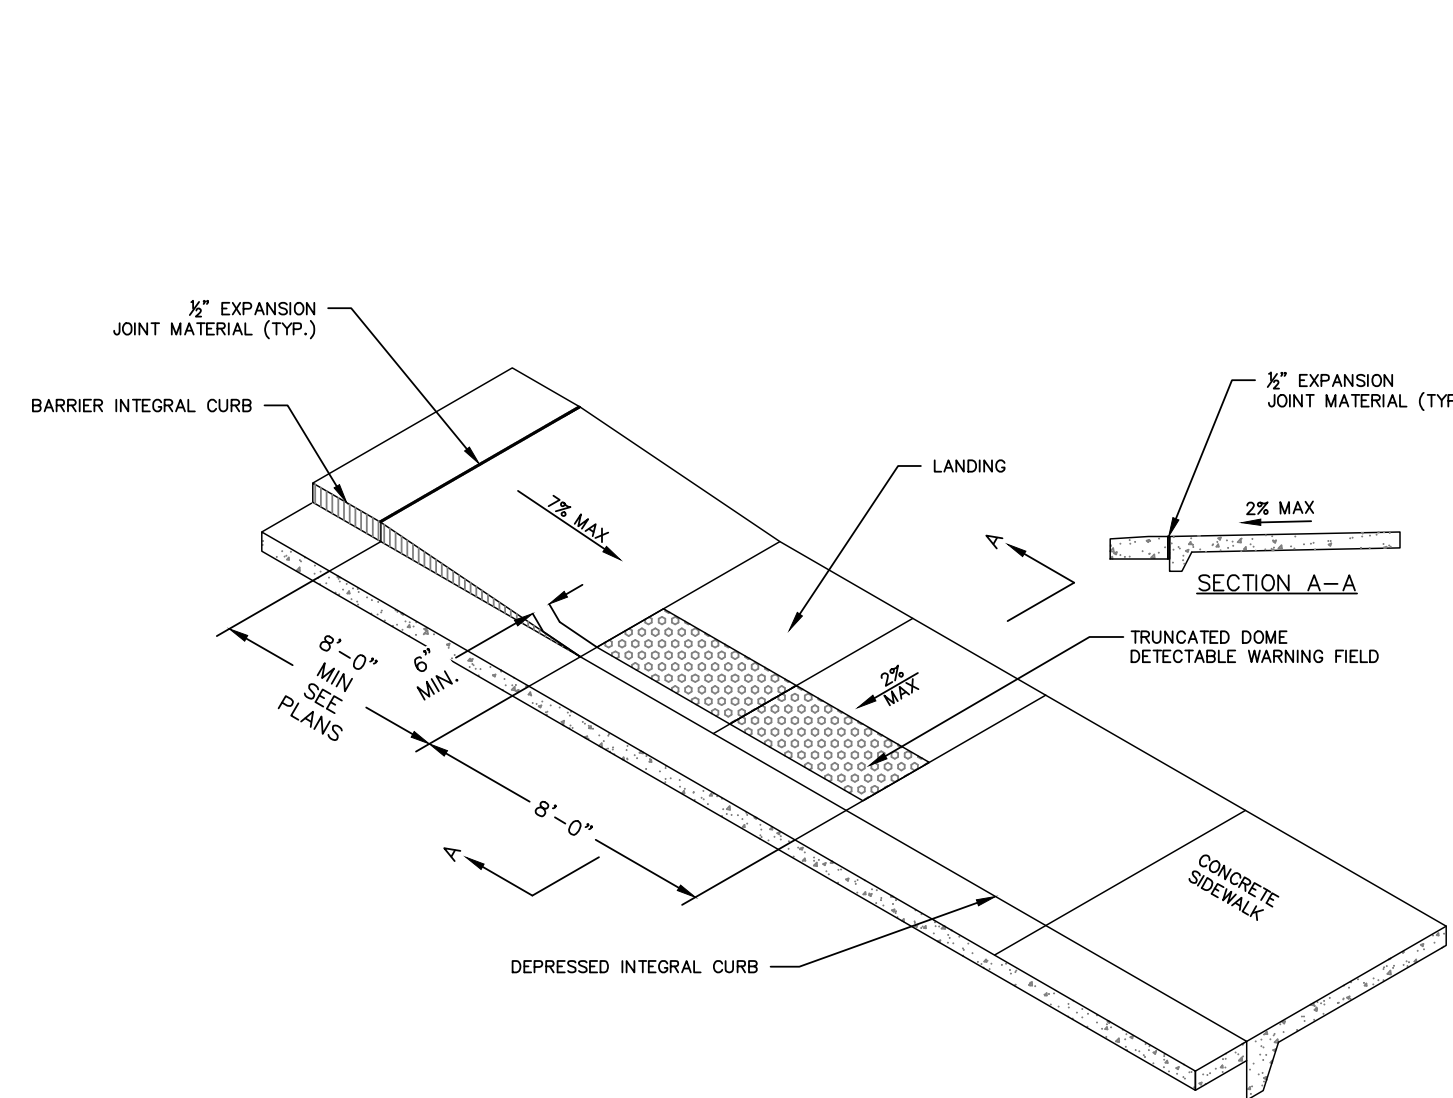 ½" EXPANSION
JOINT MATERIAL (TYP.)
BARRIER INTEGRAL CURB
½" EXPANSION
JOINT MATERIAL (TYP
LANDING
7% MAX
2% MAX
A
SECTION A-A
TRUNCATED DOME
DETECTABLE WARNING FIELD
8'-0"
MIN
SEE
PLANS
6"
MIN.
2%
MAX
8'-0"
A
CONCRETE
SIDEWALK
DEPRESSED INTEGRAL CURB